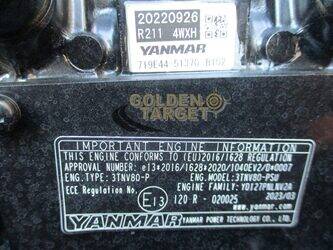 20220926
R211 4WXH
YANMAR
719E44-51370 B152
GOLDEN
TARGET
IMPORTANT ENGINE INFORMATION
THIS ENGINE CONFORMS TO (EU)2016/1628 REGULATION
APPROVAL NUMBER: e13*2016/1628*2020/1040EV2/D*0007
ENG.TYPE: 3TNV80-P ENG.MODEL:3TNV80-PSU
ECE Regulation No. ENGINE FAMILY: YDI27PNLNV2A
E13 120 R - 020025 2023/03
www.yanmar.com
YANMAR YANMAR POWER TECHNOLOGY CO., LTD.